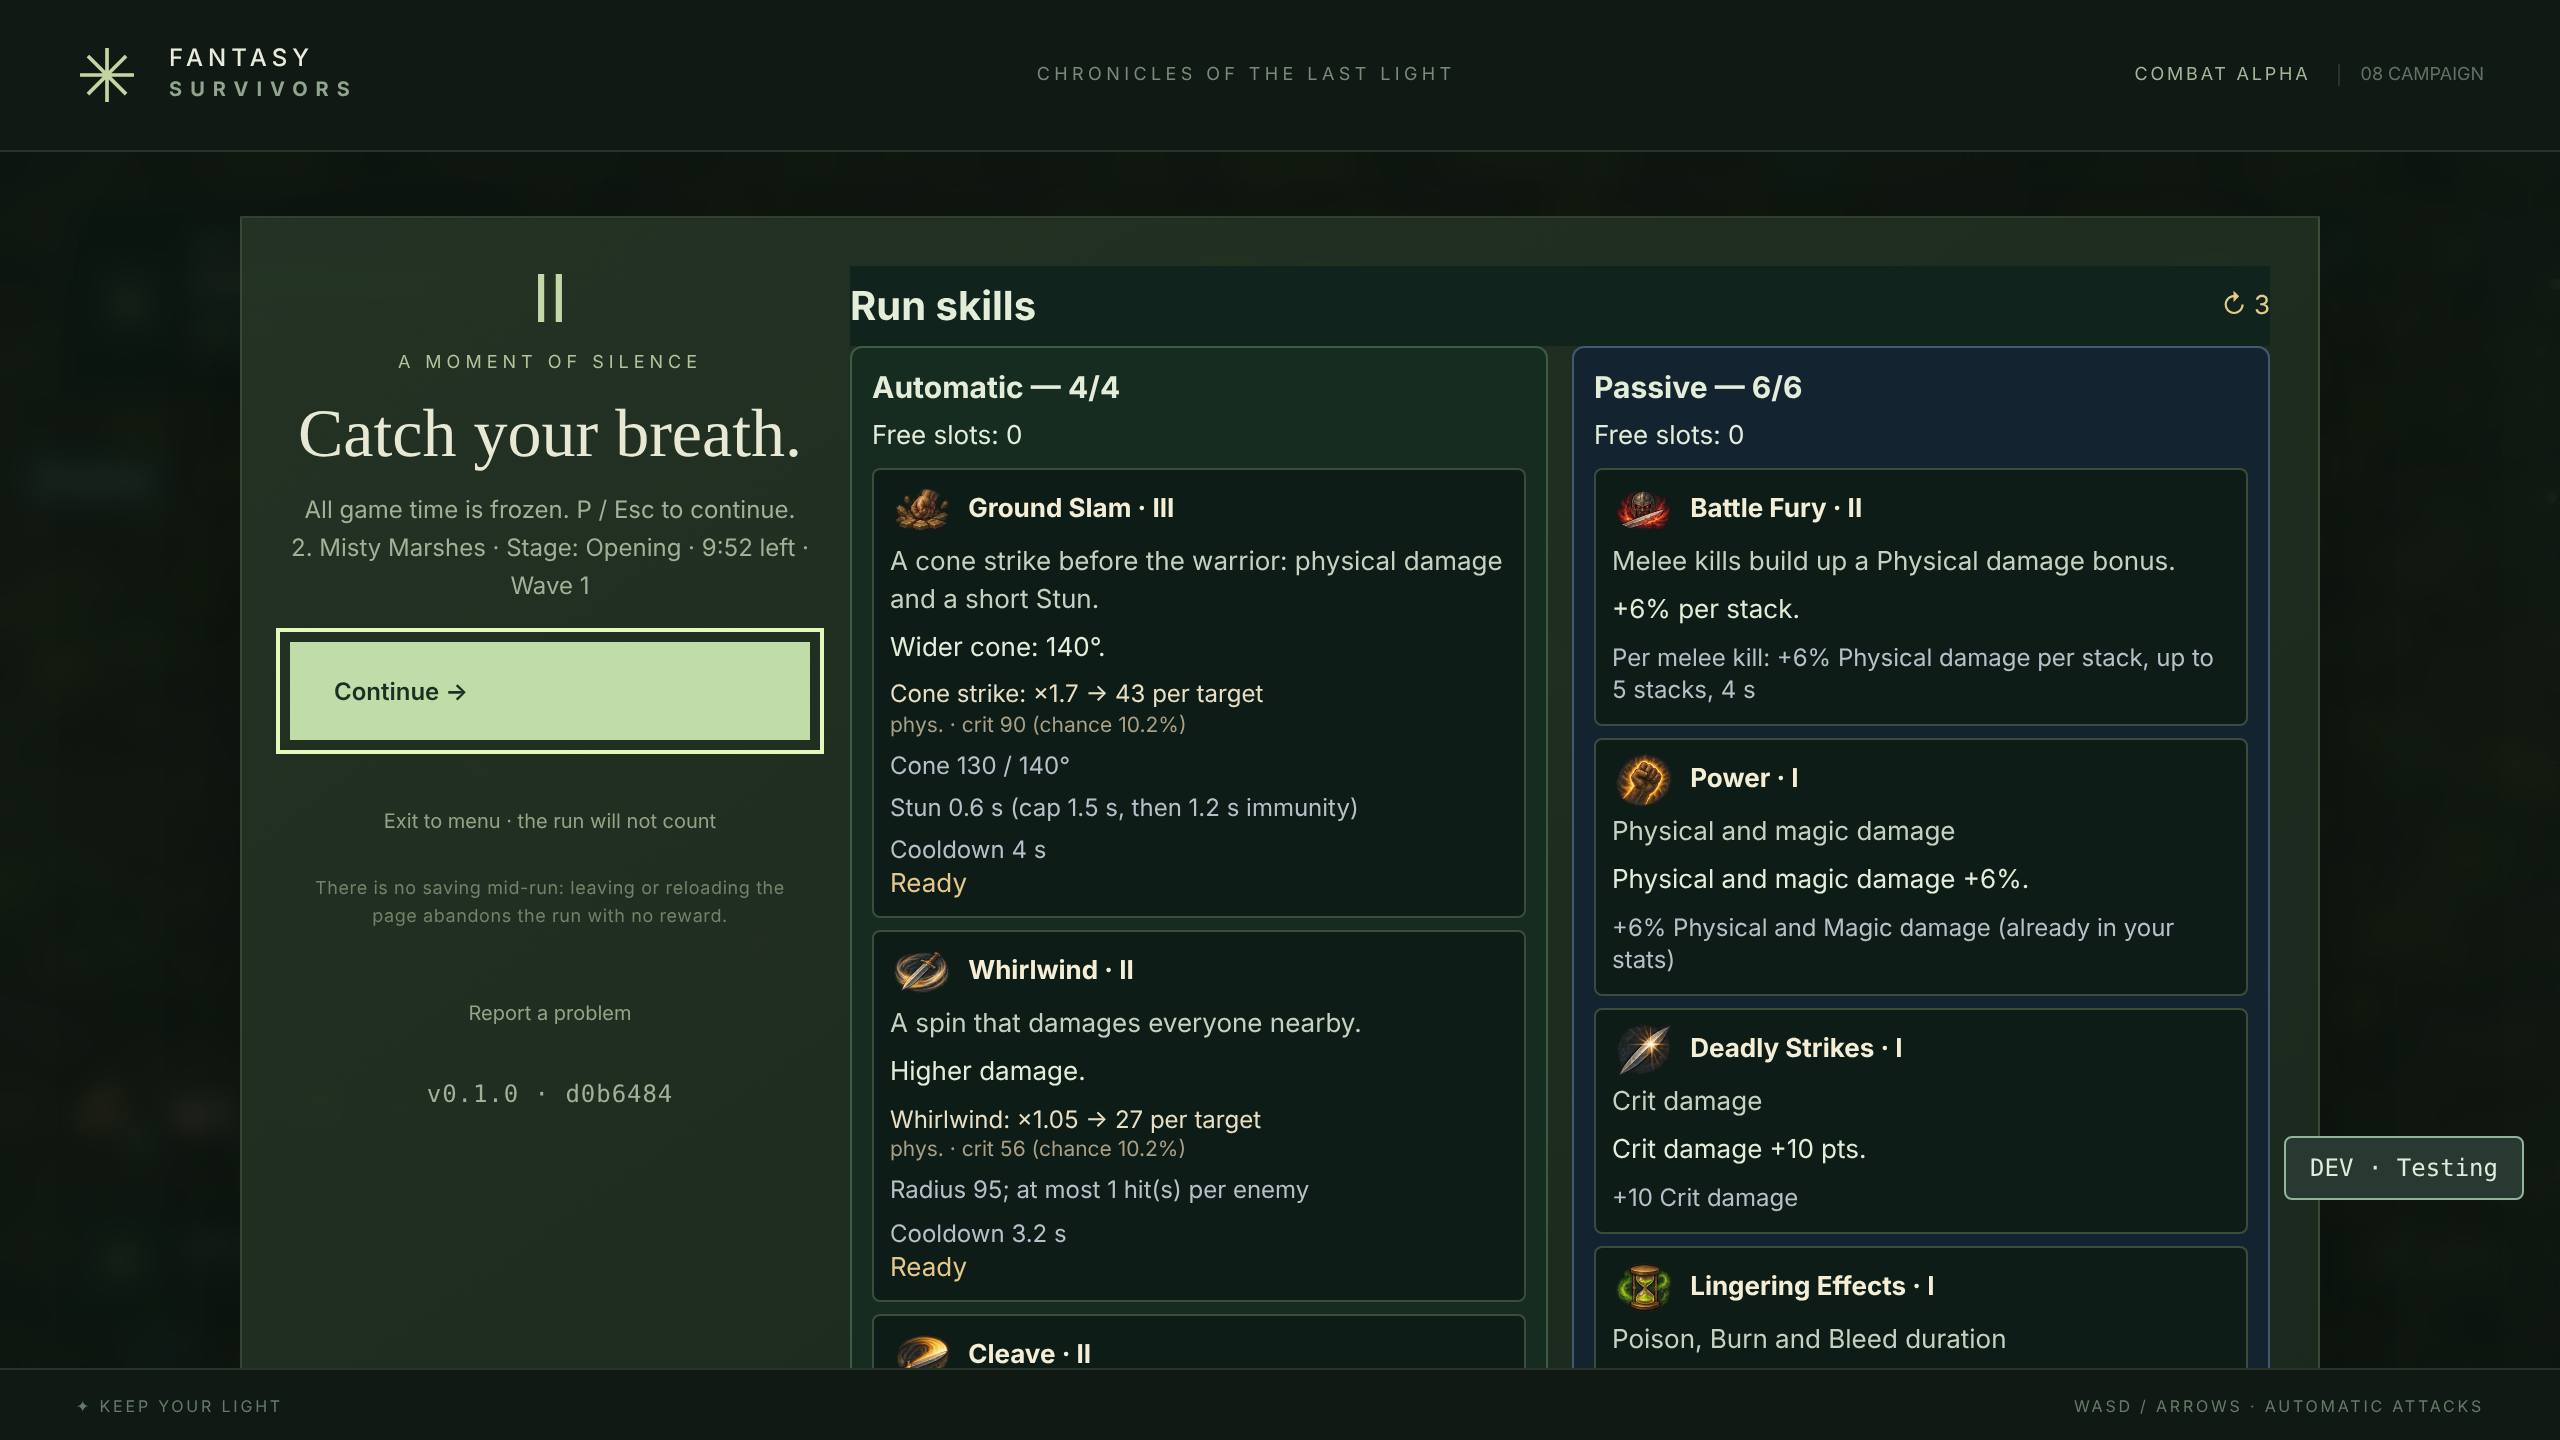 FANTASY
SURVIVORS
CHRONICLES OF THE LAST LIGHT
COMBAT ALPHA
08 CAMPAIGN
A MOMENT OF SILENCE
Catch your breath.
All game time is frozen. P / Esc to continue.
2. Misty Marshes · Stage: Opening · 9:52 left ·
Wave 1
Continue →
Exit to menu · the run will not count
There is no saving mid-run: leaving or reloading the
page abandons the run with no reward.
Report a problem
v0.1.0 · d0b6484
Run skills
↻ 3
Automatic — 4/4
Free slots: 0
Ground Slam · III
A cone strike before the warrior: physical damage
and a short Stun.
Wider cone: 140°.
Cone strike: ×1.7 → 43 per target
phys. · crit 90 (chance 10.2%)
Cone 130 / 140°
Stun 0.6 s (cap 1.5 s, then 1.2 s immunity)
Cooldown 4 s
Ready
Whirlwind · II
A spin that damages everyone nearby.
Higher damage.
Whirlwind: ×1.05 → 27 per target
phys. · crit 56 (chance 10.2%)
Radius 95; at most 1 hit(s) per enemy
Cooldown 3.2 s
Ready
Cleave · II
Passive — 6/6
Free slots: 0
Battle Fury · II
Melee kills build up a Physical damage bonus.
+6% per stack.
Per melee kill: +6% Physical damage per stack, up to
5 stacks, 4 s
Power · I
Physical and magic damage
Physical and magic damage +6%.
+6% Physical and Magic damage (already in your
stats)
Deadly Strikes · I
Crit damage
Crit damage +10 pts.
+10 Crit damage
Lingering Effects · I
Poison, Burn and Bleed duration
DEV · Testing
✦ KEEP YOUR LIGHT
WASD / ARROWS · AUTOMATIC ATTACKS